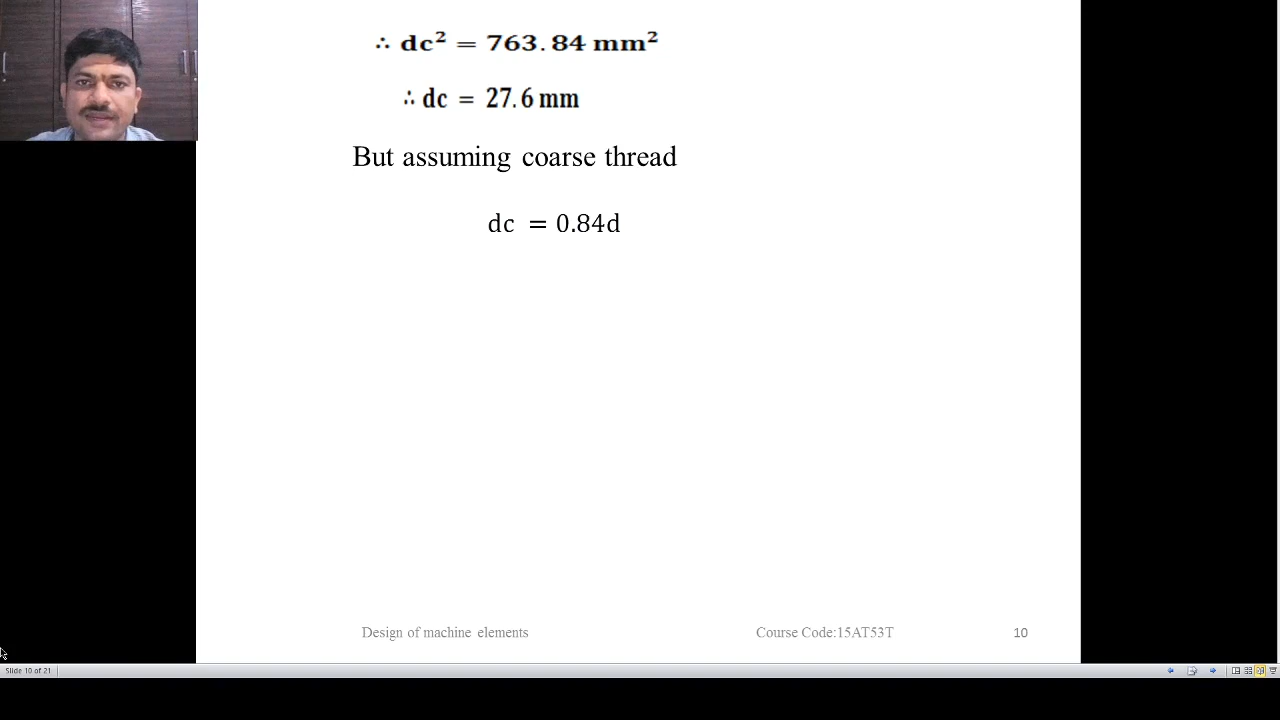 ∴ dc² = 763.84 mm²
∴ dc = 27.6 mm
But assuming coarse thread
dc = 0.84d
Design of machine elements Course Code:15AT53T 10
Slide 10 of 21